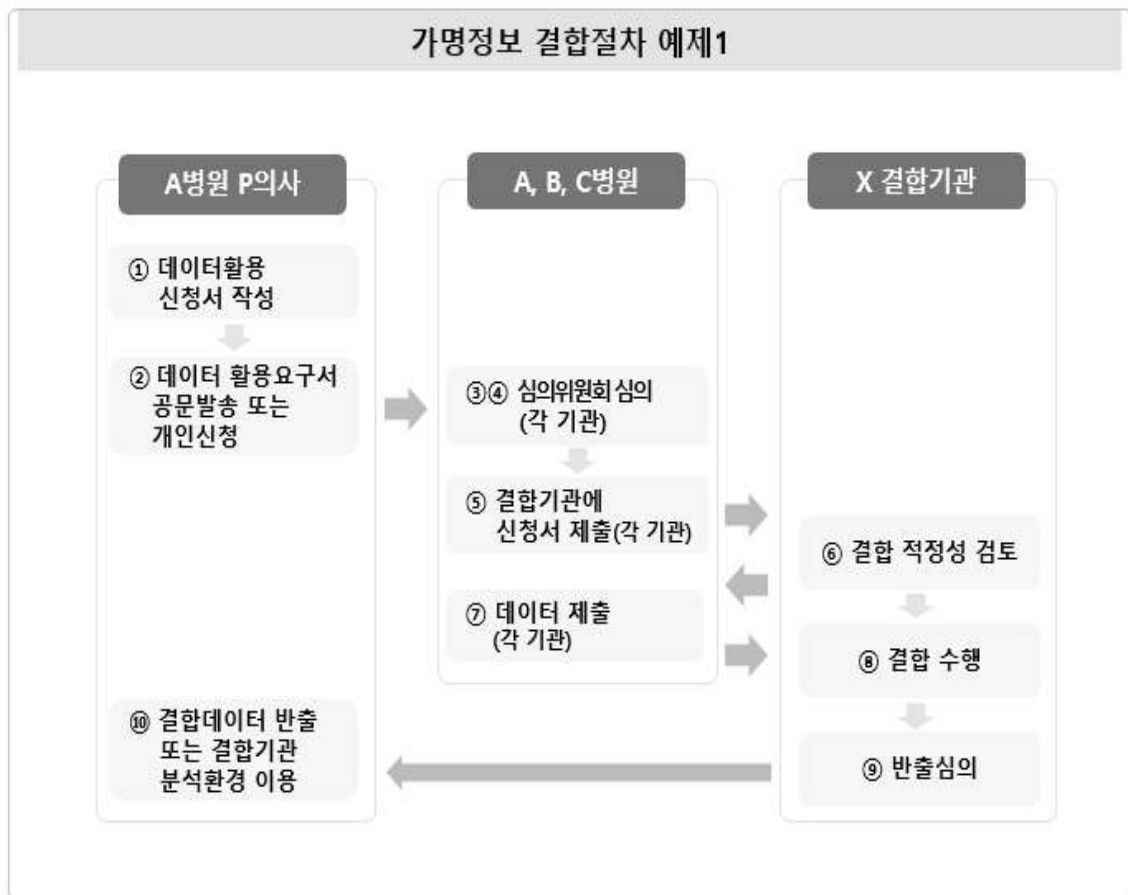 가명정보 결합절차 예제1
A병원 P의사
① 데이터활용
신청서 작성
② 데이터 활용요구서
공문발송 또는
개인신청
⑩ 결합데이터 반출
또는 결합기관
분석환경 이용
A, B, C병원
③④ 심의위원회 심의
(각 기관)
⑤ 결합기관에
신청서 제출(각 기관)
⑦ 데이터 제출
(각 기관)
X 결합기관
⑥ 결합 적정성 검토
⑧ 결합 수행
⑨ 반출심의